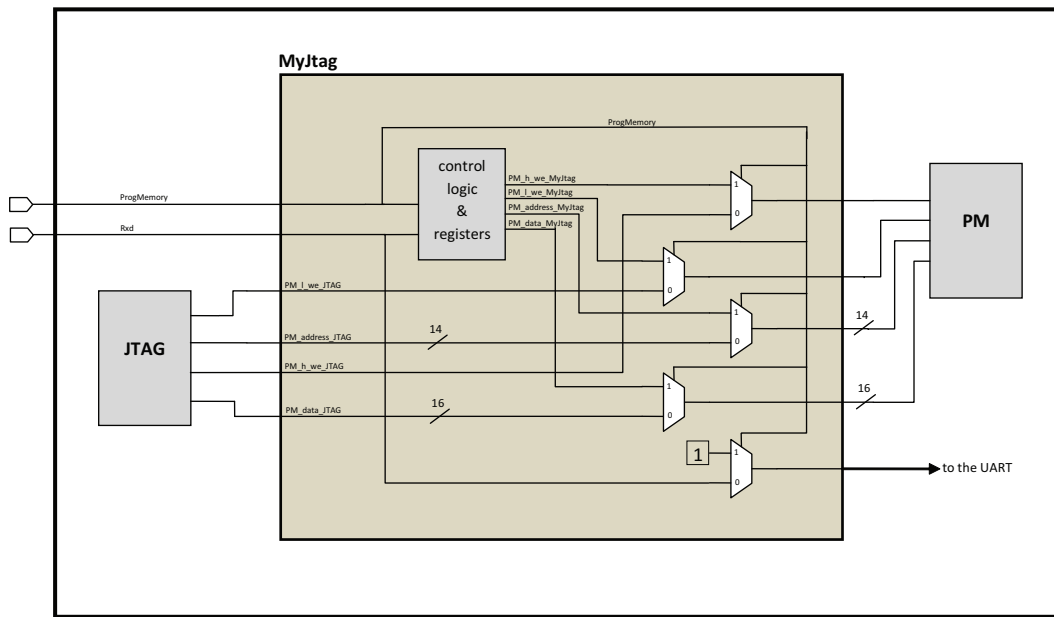 MyJtag
ProgMemory
control
logic
&
registers
PM_h_we_MyJtag
PM_l_we_MyJtag
PM_address_MyJtag
PM_data_MyJtag
1
0
PM
ProgMemory
Rxd
1
0
PM_l_we_JTAG
JTAG
14
PM_address_JTAG
1
0
14
PM_h_we_JTAG
1
0
16
PM_data_JTAG
16
1
1
0
to the UART